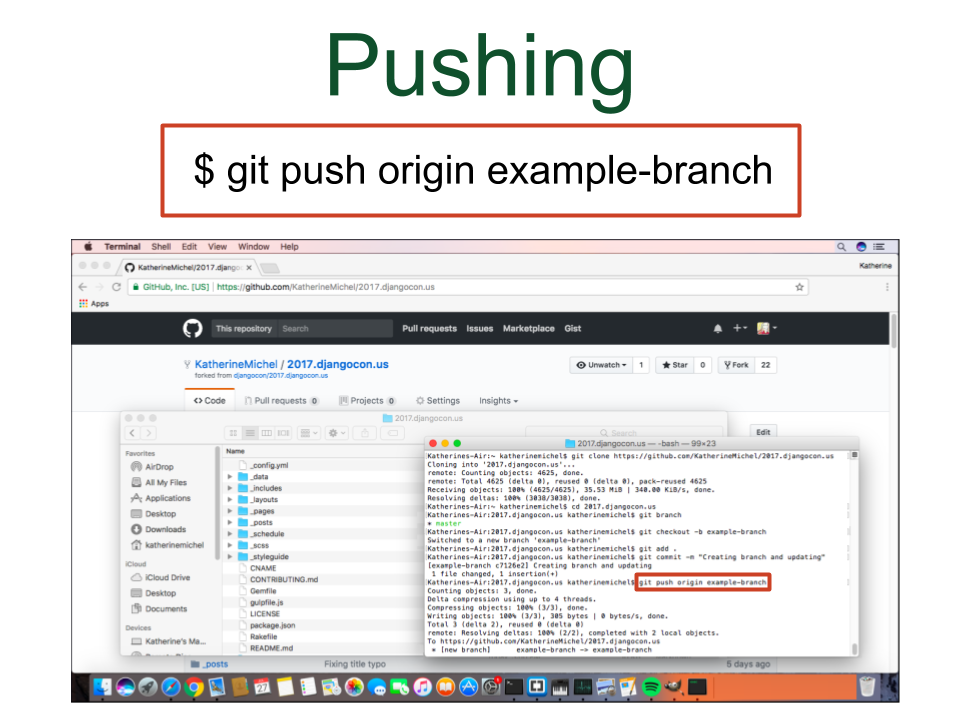 Pushing
$ git push origin example-branch
Terminal Shell Edit View Window Help
KatherineMichel/2017.django
Katherine
GitHub, Inc. [US] | https://github.com/KatherineMichel/2017.djangocon.us
Apps
This repository Search Pull requests Issues Marketplace Gist
KatherineMichel / 2017.djangocon.us
Unwatch 1 Star 0 Fork 22
forked from djangocon/2017.djangocon.us
Code Pull requests 0 Projects 0 Settings Insights
2017.djangocon.us
Search
Edit
Favorites
AirDrop
All My Files
Applications
Desktop
Downloads
katherinemichel
iCloud
iCloud Drive
Desktop
Documents
Devices
Katherine's Ma...
Name
_config.yml
_data
_includes
_layouts
_pages
_posts
_schedule
_scss
_styleguide
CNAME
CONTRIBUTING.md
Gemfile
gulpfile.js
LICENSE
package.json
Rakefile
README.md
2017.djangocon.us — -bash — 99×23
Katherines-Air:~ katherinemichel$ git clone https://github.com/KatherineMichel/2017.djangocon.us
Cloning into '2017.djangocon.us'...
remote: Counting objects: 4625, done.
remote: Total 4625 (delta 0), reused 0 (delta 0), pack-reused 4625
Receiving objects: 100% (4625/4625), 35.53 MiB | 340.00 KiB/s, done.
Resolving deltas: 100% (3038/3038), done.
Katherines-Air:~ katherinemichel$ cd 2017.djangocon.us
Katherines-Air:2017.djangocon.us katherinemichel$ git branch
* master
Katherines-Air:2017.djangocon.us katherinemichel$ git checkout -b example-branch
Switched to a new branch 'example-branch'
Katherines-Air:2017.djangocon.us katherinemichel$ git add .
Katherines-Air:2017.djangocon.us katherinemichel$ git commit -m "Creating branch and updating"
[example-branch c7126e2] Creating branch and updating
1 file changed, 1 insertion(+)
Katherines-Air:2017.djangocon.us katherinemichel$ git push origin example-branch
Counting objects: 3, done.
Delta compression using up to 4 threads.
Compressing objects: 100% (3/3), done.
Writing objects: 100% (3/3), 305 bytes | 0 bytes/s, done.
Total 3 (delta 2), reused 0 (delta 0)
remote: Resolving deltas: 100% (2/2), completed with 2 local objects.
To https://github.com/KatherineMichel/2017.djangocon.us
* [new branch] example-branch -> example-branch
_posts Fixing title typo 5 days ago
27